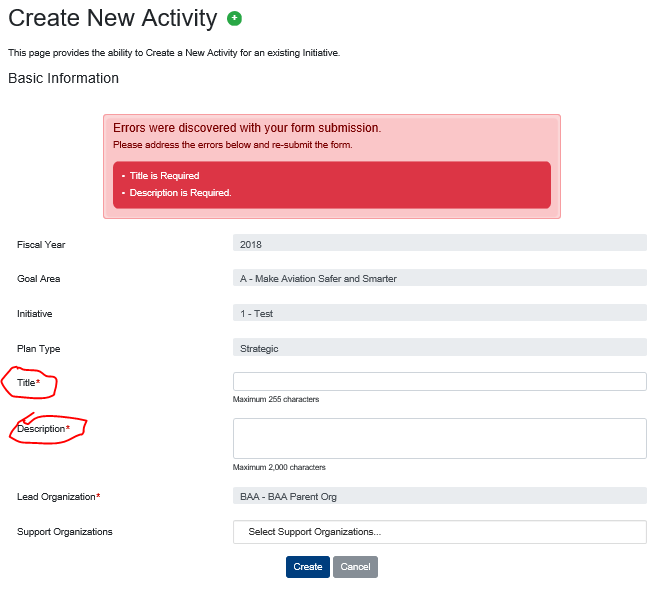 Create New Activity
This page provides the ability to Create a New Activity for an existing Initiative.
Basic Information
Errors were discovered with your form submission.
Please address the errors below and re-submit the form.
• Title is Required
• Description is Required.
Fiscal Year 2018
Goal Area A - Make Aviation Safer and Smarter
Initiative 1 - Test
Plan Type Strategic
Title*
Maximum 255 characters
Description*
Maximum 2,000 characters
Lead Organization* BAA - BAA Parent Org
Support Organizations Select Support Organizations...
Create Cancel